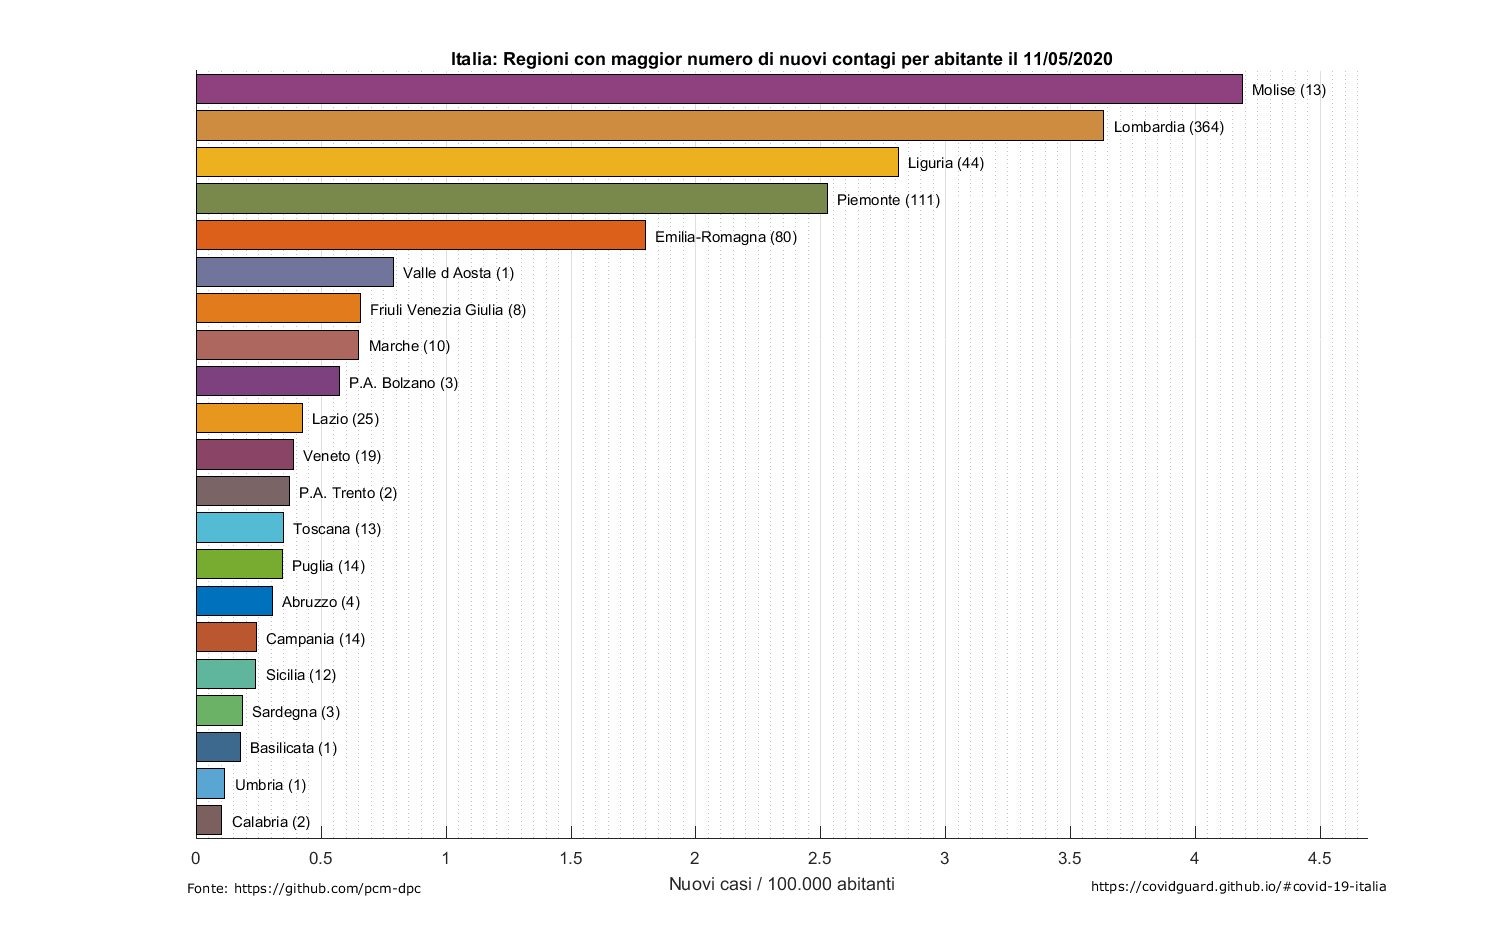 Italia: Regioni con maggior numero di nuovi contagi per abitante il 11/05/2020
Molise (13)
Lombardia (364)
Liguria (44)
Piemonte (111)
Emilia-Romagna (80)
Valle d Aosta (1)
Friuli Venezia Giulia (8)
Marche (10)
P.A. Bolzano (3)
Lazio (25)
Veneto (19)
P.A. Trento (2)
Toscana (13)
Puglia (14)
Abruzzo (4)
Campania (14)
Sicilia (12)
Sardegna (3)
Basilicata (1)
Umbria (1)
Calabria (2)
0 0.5 1 1.5 2 2.5 3 3.5 4 4.5
Nuovi casi / 100.000 abitanti
Fonte: https://github.com/pcm-dpc
https://covidguard.github.io/#covid-19-italia